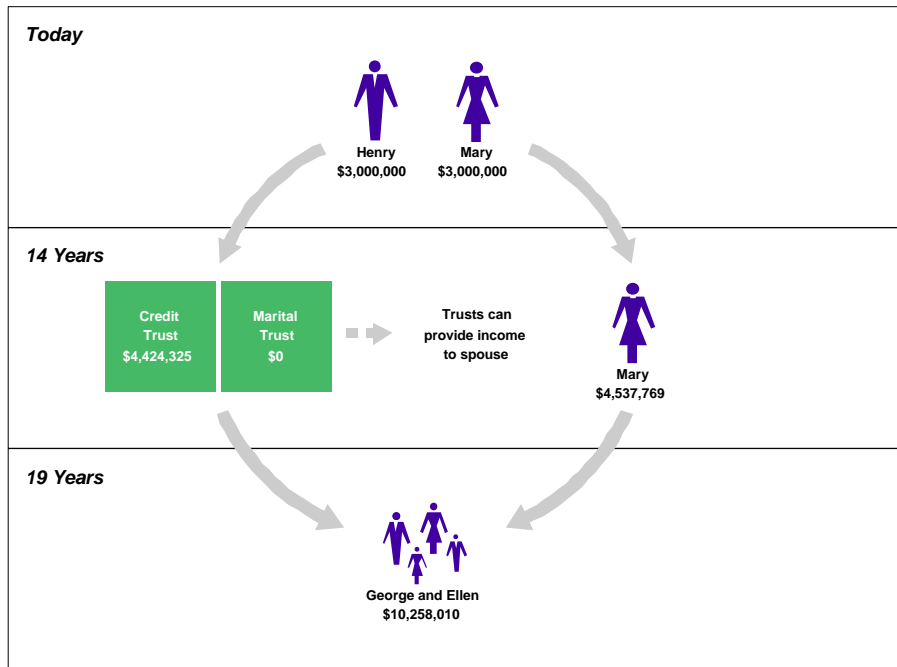 Today
Henry
$3,000,000
Mary
$3,000,000
14 Years
Credit
Trust
$4,424,325
Marital
Trust
$0
Trusts can
provide income
to spouse
Mary
$4,537,769
19 Years
George and Ellen
$10,258,010